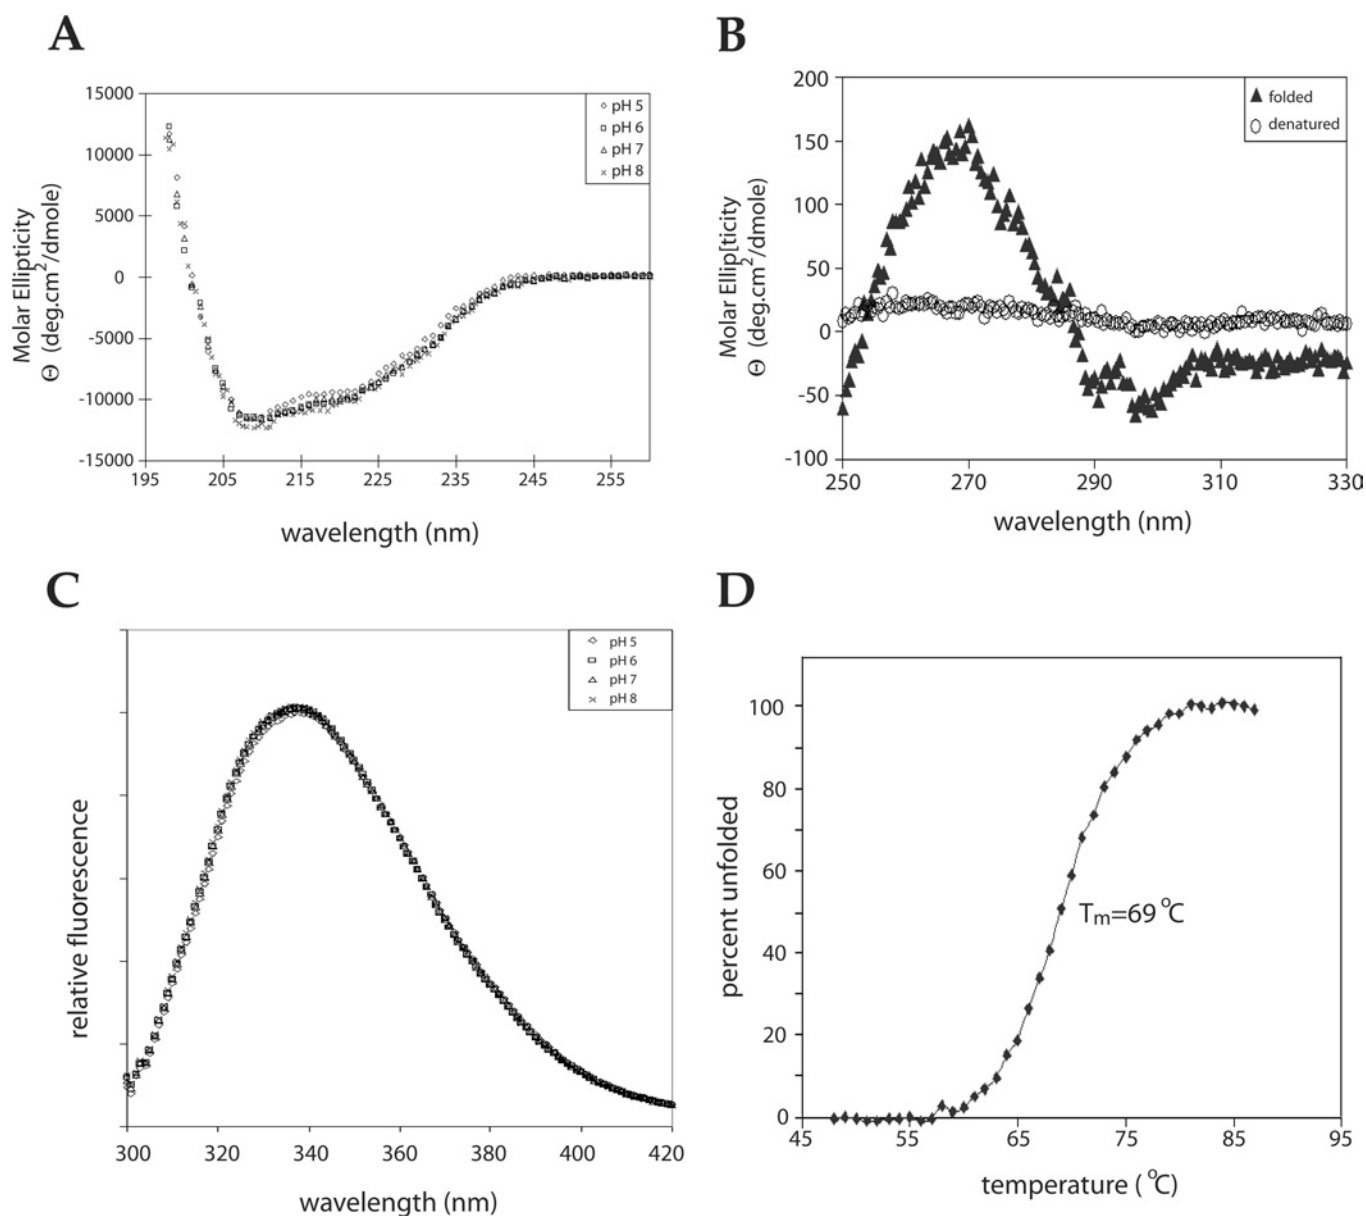 A
15000
10000
5000
0
-5000
-10000
-15000
195
205
215
225
235
245
255
Molar Ellipticity
Θ (deg.cm²/dmole)
wavelength (nm)
pH 5
pH 6
pH 7
pH 8
B
200
150
100
50
0
-50
-100
250
270
290
310
330
Molar Ellip[ticity
Θ (deg.cm²/dmole)
wavelength (nm)
folded
denatured
C
relative fluorescence
300
320
340
360
380
400
420
wavelength (nm)
pH 5
pH 6
pH 7
pH 8
D
100
80
60
40
20
0
45
55
65
75
85
95
percent unfolded
Tm=69 °C
temperature ( °C)